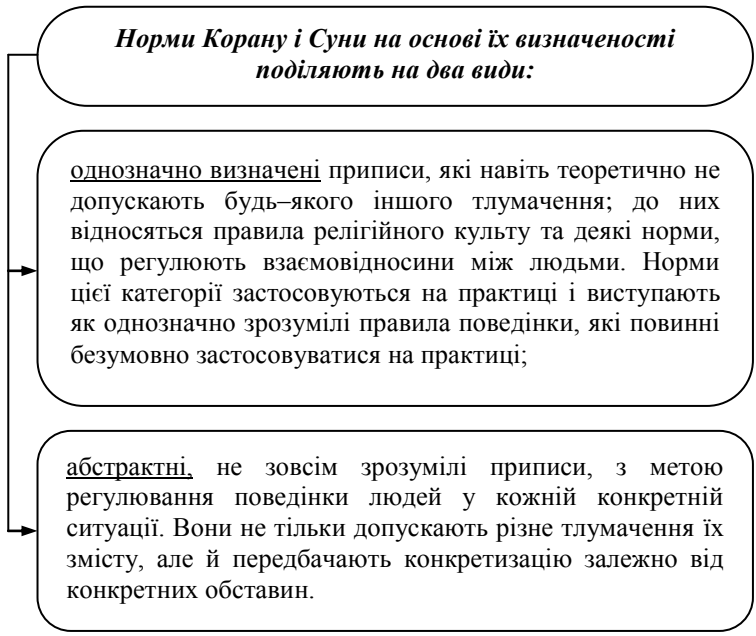 Норми Корану і Суни на основі їх визначеності
поділяють на два види:
однозначно визначені приписи, які навіть теоретично не
допускають будь–якого іншого тлумачення; до них
відносяться правила релігійного культу та деякі норми,
що регулюють взаємовідносини між людьми. Норми
цієї категорії застосовуються на практиці і виступають
як однозначно зрозумілі правила поведінки, які повинні
безумовно застосовуватися на практиці;
абстрактні, не зовсім зрозумілі приписи, з метою
регулювання поведінки людей у кожній конкретній
ситуації. Вони не тільки допускають різне тлумачення їх
змісту, але й передбачають конкретизацію залежно від
конкретних обставин.